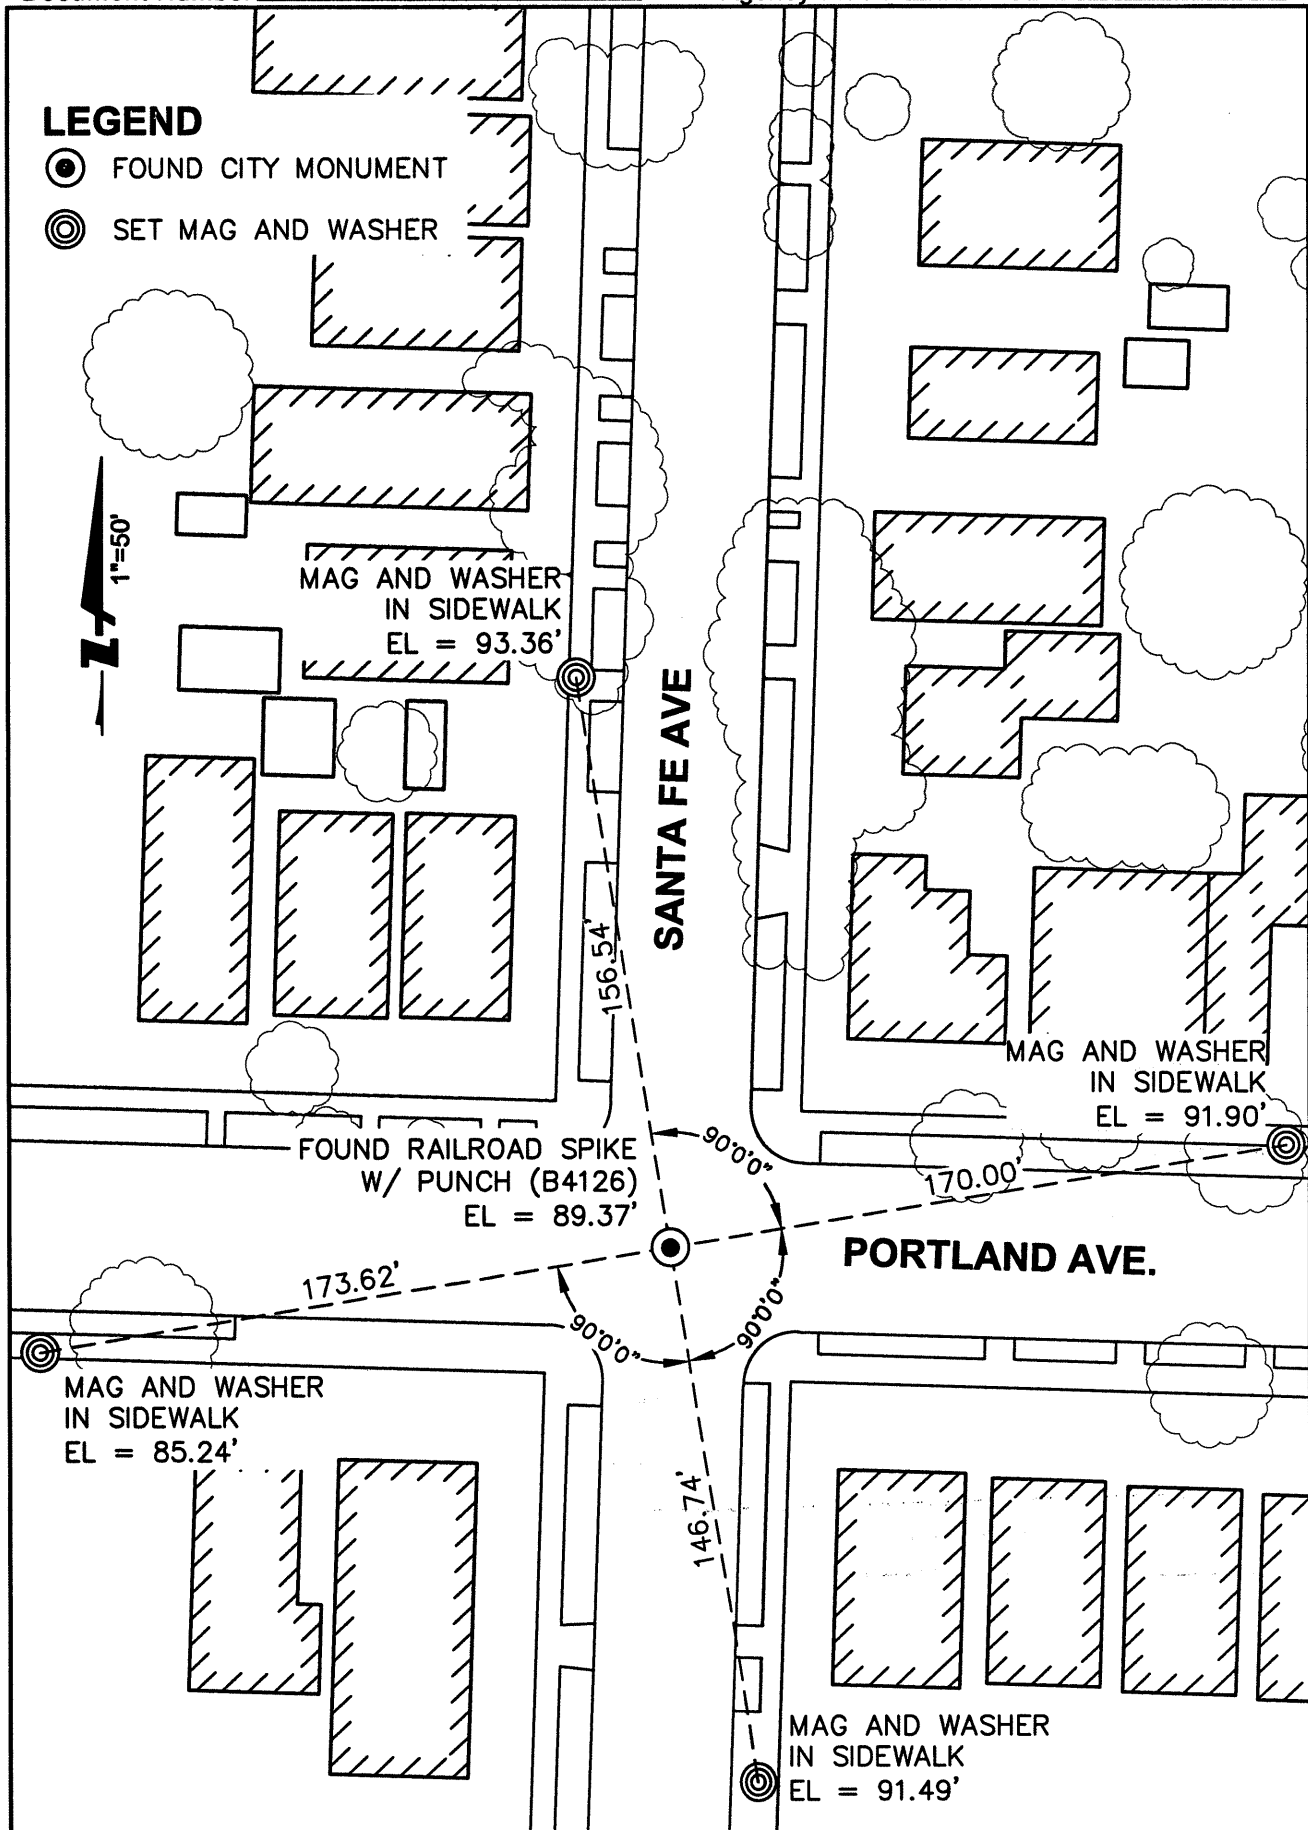 LEGEND
FOUND CITY MONUMENT
SET MAG AND WASHER
1"=50'
N
MAG AND WASHER
IN SIDEWALK
EL = 93.36'
SANTA FE AVE
156.54'
MAG AND WASHER
IN SIDEWALK
EL = 91.90'
FOUND RAILROAD SPIKE
W/ PUNCH (B4126)
EL = 89.37'
90°0'0"
170.00'
PORTLAND AVE.
173.62'
90°0'0"
90°0'0"
MAG AND WASHER
IN SIDEWALK
EL = 85.24'
146.74'
MAG AND WASHER
IN SIDEWALK
EL = 91.49'